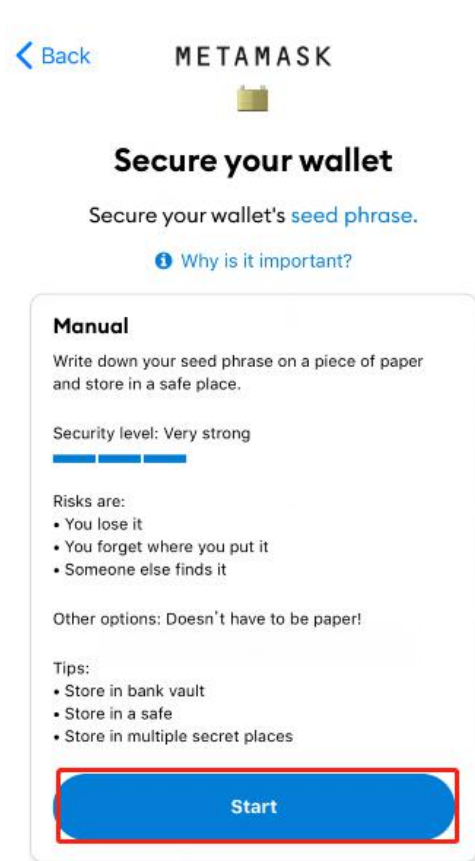 Back
METAMASK
Secure your wallet
Secure your wallet's seed phrase.
Why is it important?
Manual
Write down your seed phrase on a piece of paper
and store in a safe place.
Security level: Very strong
Risks are:
• You lose it
• You forget where you put it
• Someone else finds it
Other options: Doesn't have to be paper!
Tips:
• Store in bank vault
• Store in a safe
• Store in multiple secret places
Start